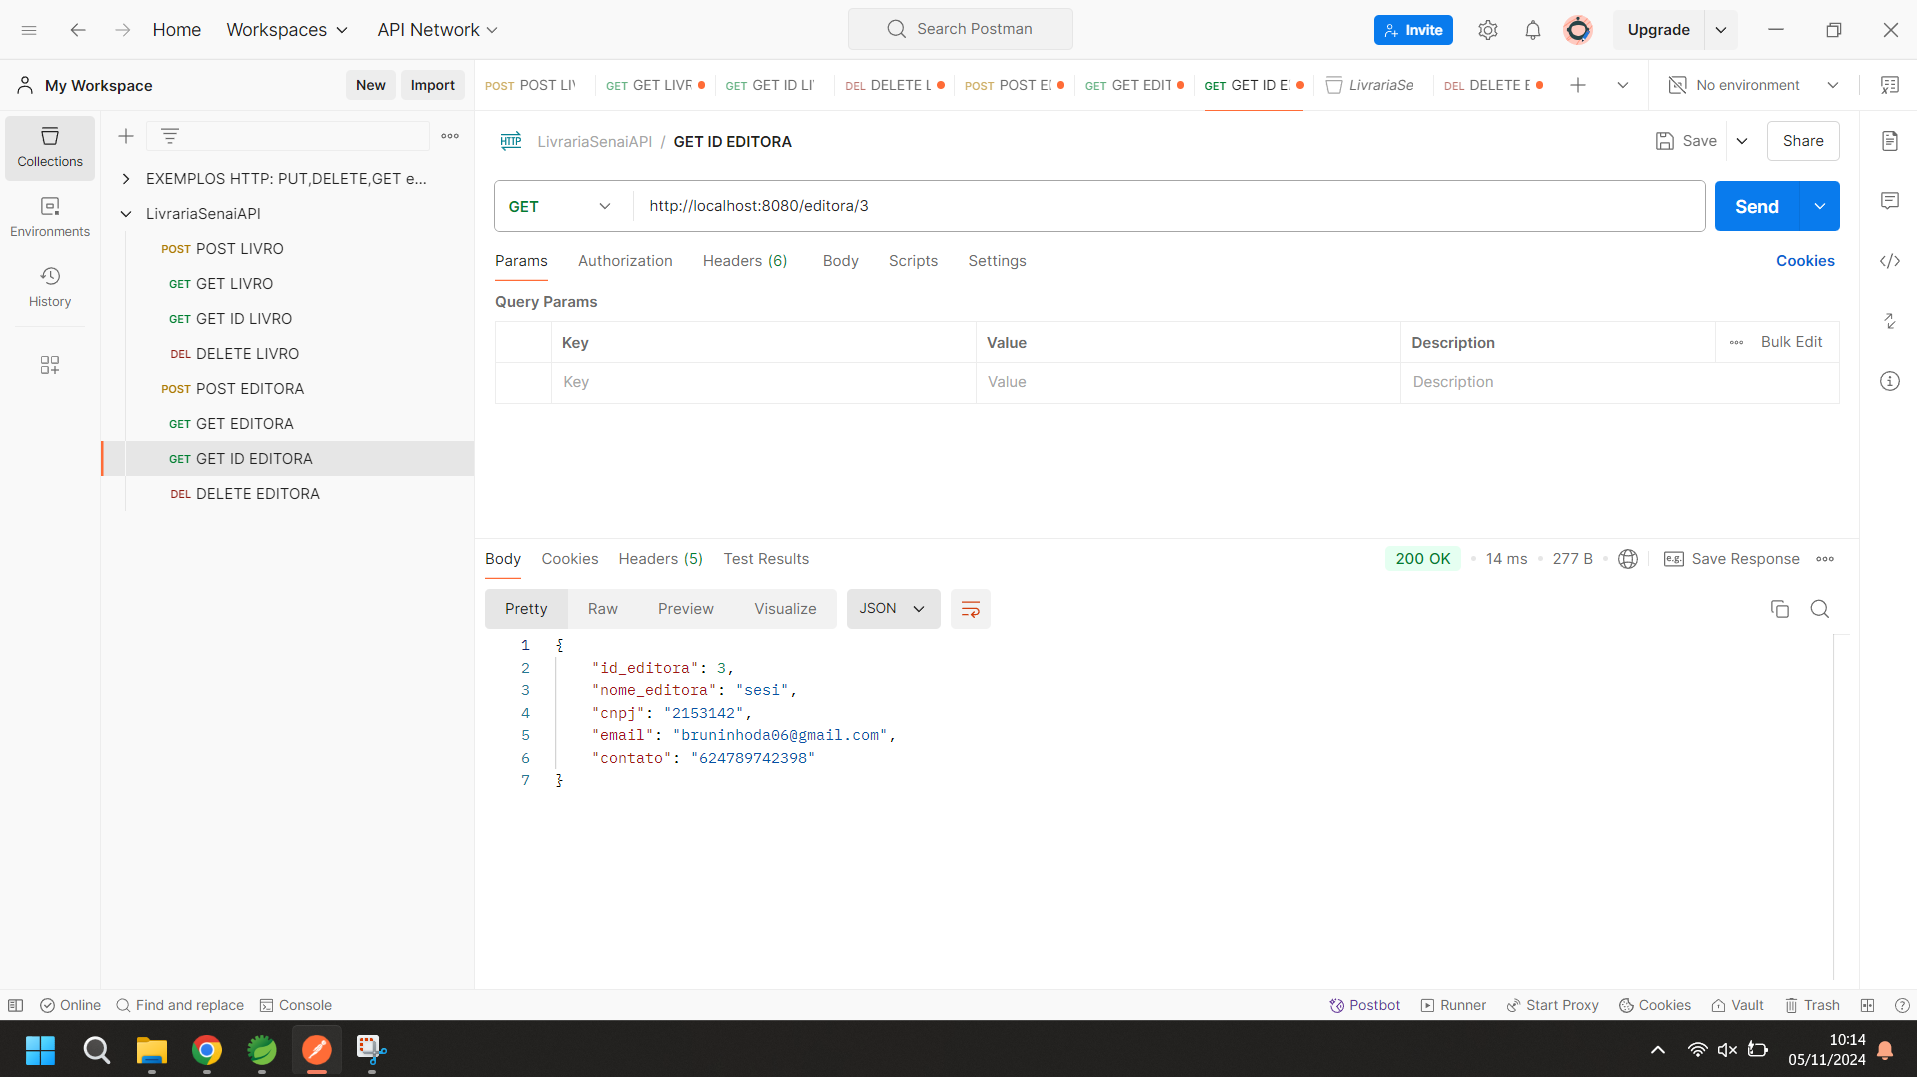 Home
Workspaces
API Network
Search Postman
Invite
Upgrade
My Workspace
New
Import
POST POST LIV
GET GET LIVR
GET GET ID LI
DEL DELETE L
POST POST E
GET GET EDIT
GET GET ID E
LivrariaSe
DEL DELETE E
No environment
Collections
Environments
History
EXEMPLOS HTTP: PUT,DELETE,GET e...
LivrariaSenaiAPI
POST POST LIVRO
GET GET LIVRO
GET GET ID LIVRO
DEL DELETE LIVRO
POST POST EDITORA
GET GET EDITORA
GET GET ID EDITORA
DEL DELETE EDITORA
HTTP LivrariaSenaiAPI / GET ID EDITORA
Save
Share
GET
http://localhost:8080/editora/3
Send
Params
Authorization
Headers (6)
Body
Scripts
Settings
Cookies
Query Params
Key
Value
Description
Bulk Edit
Key
Value
Description
Body
Cookies
Headers (5)
Test Results
200 OK
14 ms
277 B
e.g. Save Response
Pretty
Raw
Preview
Visualize
JSON
1 {
2 "id_editora": 3,
3 "nome_editora": "sesi",
4 "cnpj": "2153142",
5 "email": "bruninhoda06@gmail.com",
6 "contato": "624789742398"
7 }
Online
Find and replace
Console
Postbot
Runner
Start Proxy
Cookies
Vault
Trash
10:14
05/11/2024